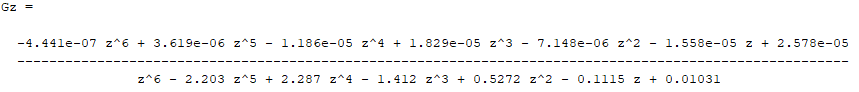 Gz =
-4.441e-07 z^6 + 3.619e-06 z^5 - 1.186e-05 z^4 + 1.829e-05 z^3 - 7.148e-06 z^2 - 1.558e-05 z + 2.578e-05
--------------------------------------------------------------------------------------------------------
z^6 - 2.203 z^5 + 2.287 z^4 - 1.412 z^3 + 0.5272 z^2 - 0.1115 z + 0.01031